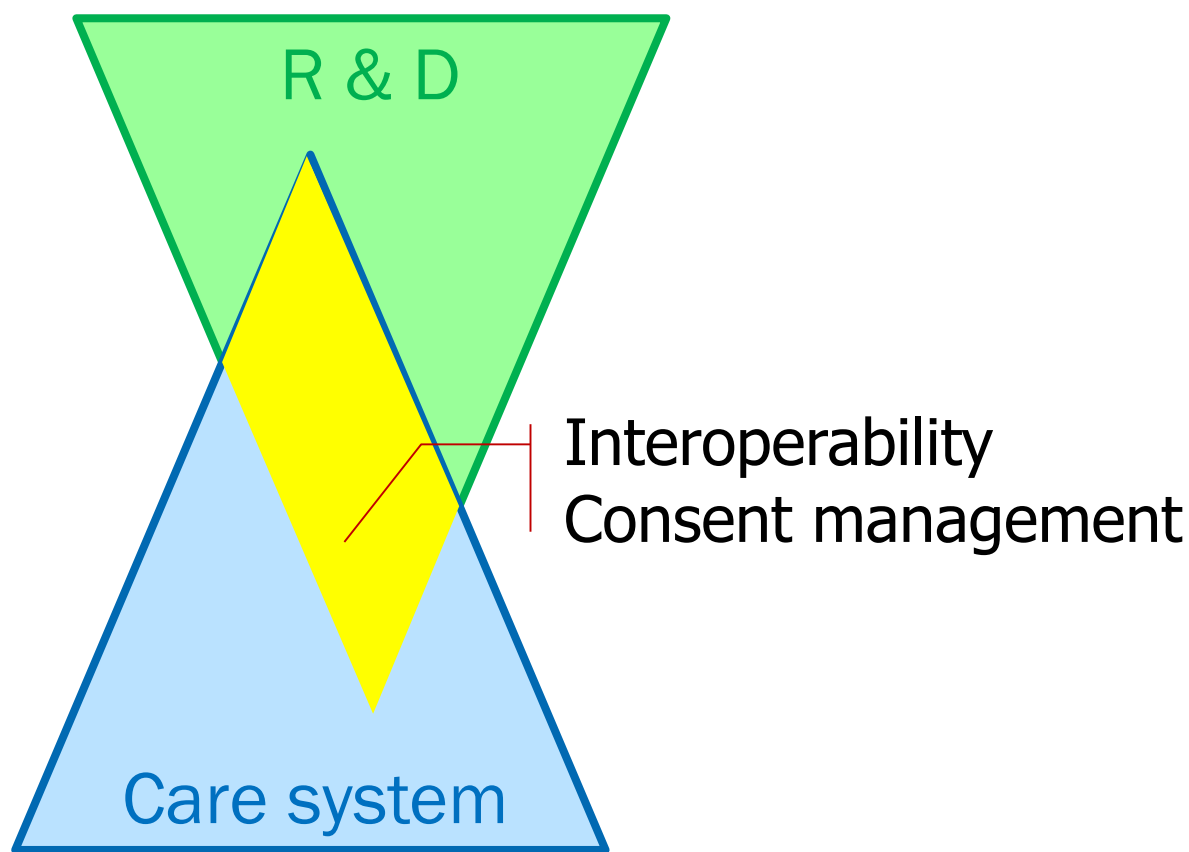 R & D
Interoperability
Consent management
Care system